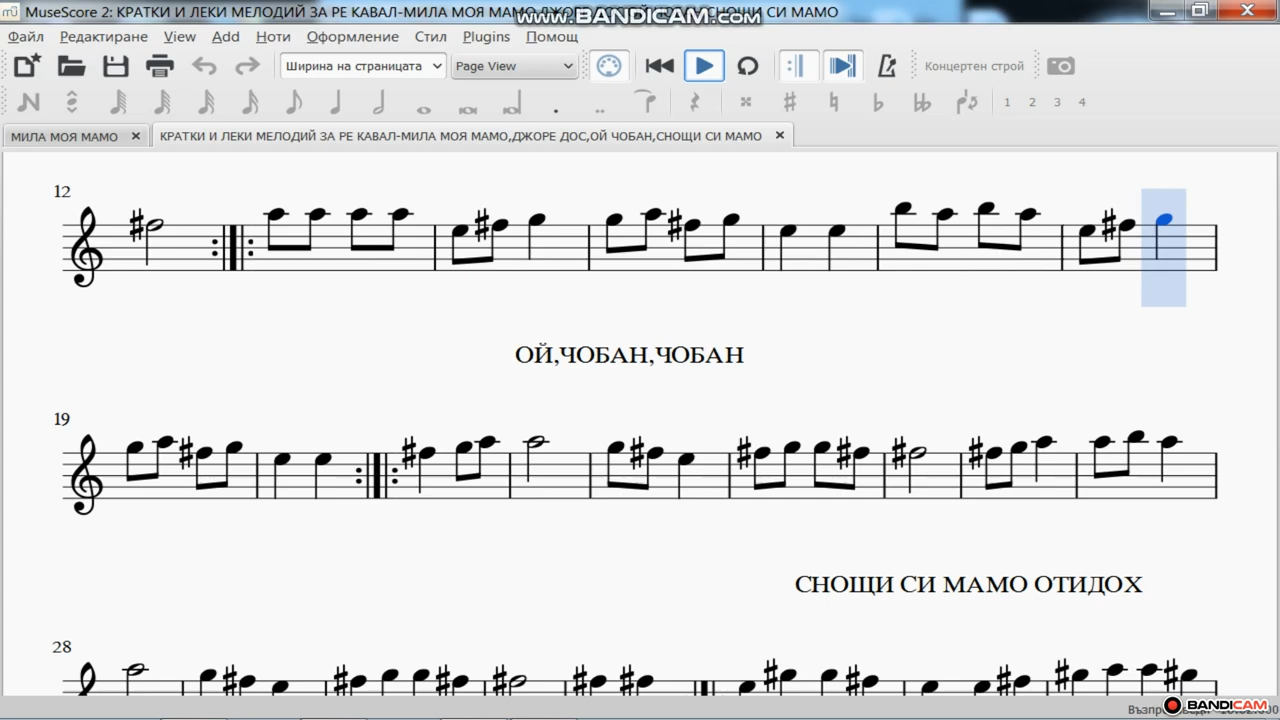 MuseScore 2: КРАТКИ И ЛЕКИ МЕЛОДИЙ ЗА РЕ КАВАЛ-МИЛА МОЯ МАМО СИ МАМО
www.BANDICAM.com
Файл Редактиране View Add Ноти Оформление Стил Plugins Помощ
Ширина на страницата Page View Концертен строй
1 2 3 4
МИЛА МОЯ МАМО КРАТКИ И ЛЕКИ МЕЛОДИЙ ЗА РЕ КАВАЛ-МИЛА МОЯ МАМО,ДЖОРЕ ДОС,ОЙ ЧОБАН,СНОЩИ СИ МАМО
12
ОЙ,ЧОБАН,ЧОБАН
19
СНОЩИ СИ МАМО ОТИДОХ
28
BANDICAM